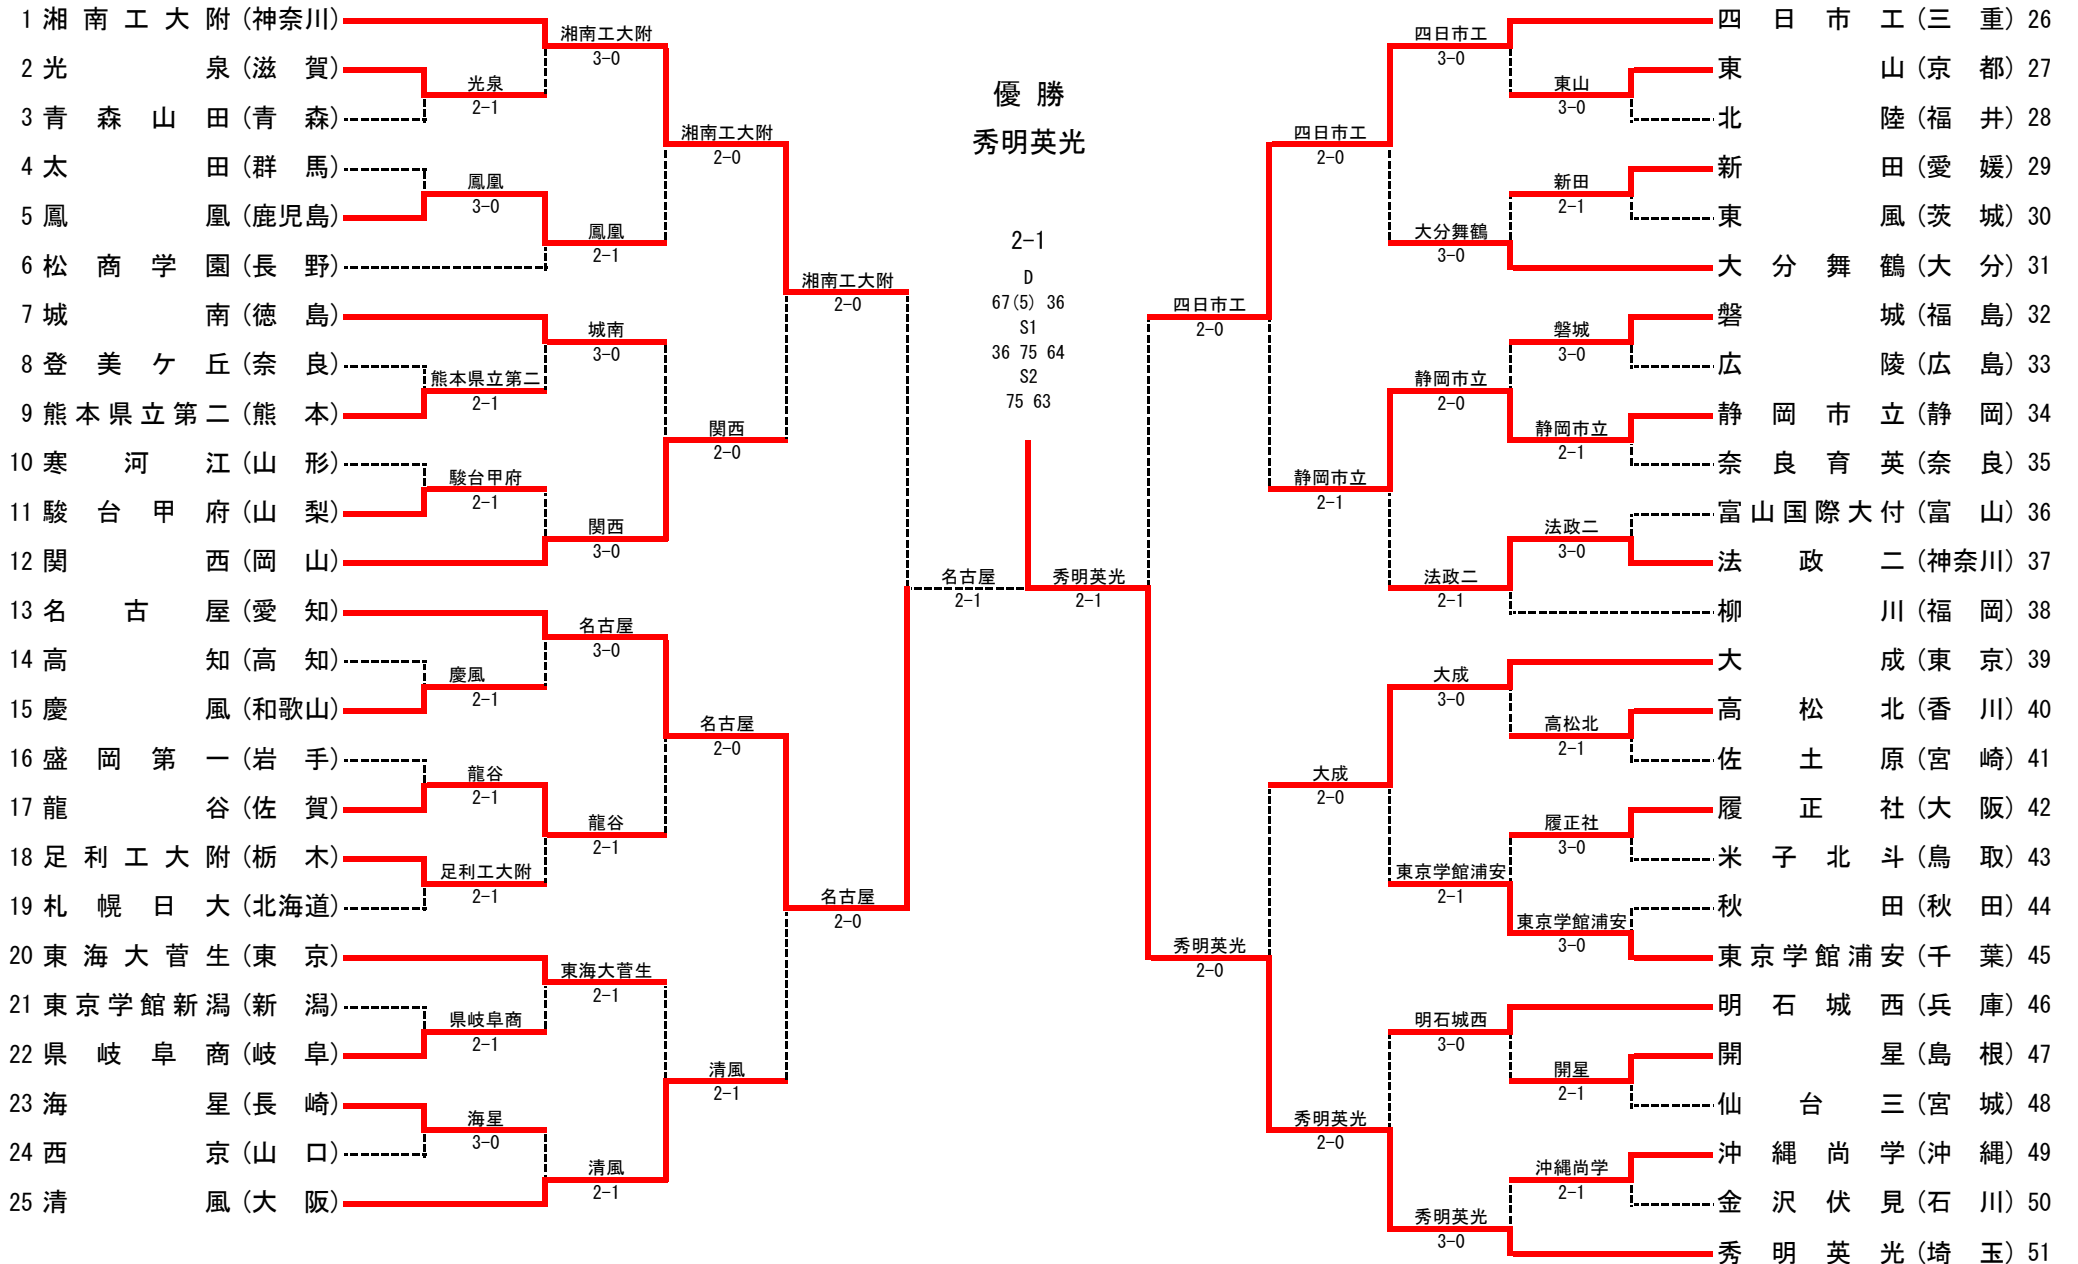 1 湘南工大附 (神奈川)
2 光泉 (滋賀)
3 青森山田 (青森)
4 太田 (群馬)
5 鳳凰 (鹿児島)
6 松商学園 (長野)
7 城南 (徳島)
8 登美ケ丘 (奈良)
9 熊本県立第二 (熊本)
10 寒河江 (山形)
11 駿台甲府 (山梨)
12 関西 (岡山)
13 名古屋 (愛知)
14 高知 (高知)
15 慶風 (和歌山)
16 盛岡第一 (岩手)
17 龍谷 (佐賀)
18 足利工大附 (栃木)
19 札幌日大 (北海道)
20 東海大菅生 (東京)
21 東京学館新潟 (新潟)
22 県岐阜商 (岐阜)
23 海星 (長崎)
24 西京 (山口)
25 清風 (大阪)
光泉
2-1
鳳凰
3-0
熊本県立第二
2-1
駿台甲府
2-1
慶風
2-1
龍谷
2-1
足利工大附
2-1
県岐阜商
2-1
海星
3-0
湘南工大附
3-0
鳳凰
2-1
城南
3-0
関西
3-0
名古屋
3-0
龍谷
2-1
東海大菅生
2-1
清風
2-1
湘南工大附
2-0
関西
2-0
名古屋
2-0
清風
2-1
湘南工大附
2-0
名古屋
2-0
名古屋
2-1
優勝
秀明英光
2-1
D
67(5) 36
S1
36 75 64
S2
75 63
秀明英光
2-1
四日市工
2-0
秀明英光
2-0
四日市工
2-0
静岡市立
2-1
大成
2-0
秀明英光
2-0
四日市工
3-0
大分舞鶴
3-0
静岡市立
2-0
法政二
2-1
大成
3-0
東京学館浦安
2-1
明石城西
3-0
秀明英光
3-0
東山
3-0
新田
2-1
磐城
3-0
静岡市立
2-1
法政二
3-0
高松北
2-1
履正社
3-0
東京学館浦安
3-0
開星
2-1
沖縄尚学
2-1
四日市工 (三重) 26
東山 (京都) 27
北陸 (福井) 28
新田 (愛媛) 29
東風 (茨城) 30
大分舞鶴 (大分) 31
磐城 (福島) 32
広陵 (広島) 33
静岡市立 (静岡) 34
奈良育英 (奈良) 35
富山国際大付 (富山) 36
法政二 (神奈川) 37
柳川 (福岡) 38
大成 (東京) 39
高松北 (香川) 40
佐土原 (宮崎) 41
履正社 (大阪) 42
米子北斗 (鳥取) 43
秋田 (秋田) 44
東京学館浦安 (千葉) 45
明石城西 (兵庫) 46
開星 (島根) 47
仙台三 (宮城) 48
沖縄尚学 (沖縄) 49
金沢伏見 (石川) 50
秀明英光 (埼玉) 51